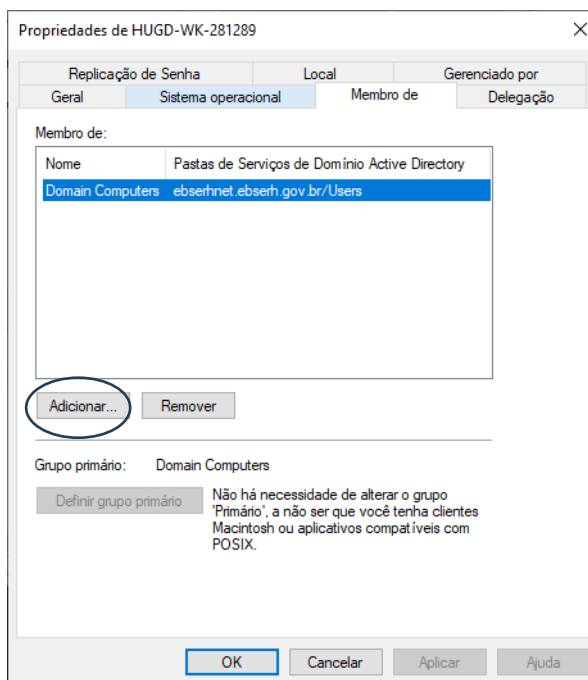 Propriedades de HUGD-WK-281289
Replicação de Senha Local Gerenciado por
Geral Sistema operacional Membro de Delegação
Membro de:
Nome Pastas de Serviços de Domínio Active Directory
Domain Computers ebserhnet.ebserh.gov.br/Users
Adicionar... Remover
Grupo primário: Domain Computers
Definir grupo primário
Não há necessidade de alterar o grupo
'Primário', a não ser que você tenha clientes
Macintosh ou aplicativos compatíveis com
POSIX.
OK Cancelar Aplicar Ajuda